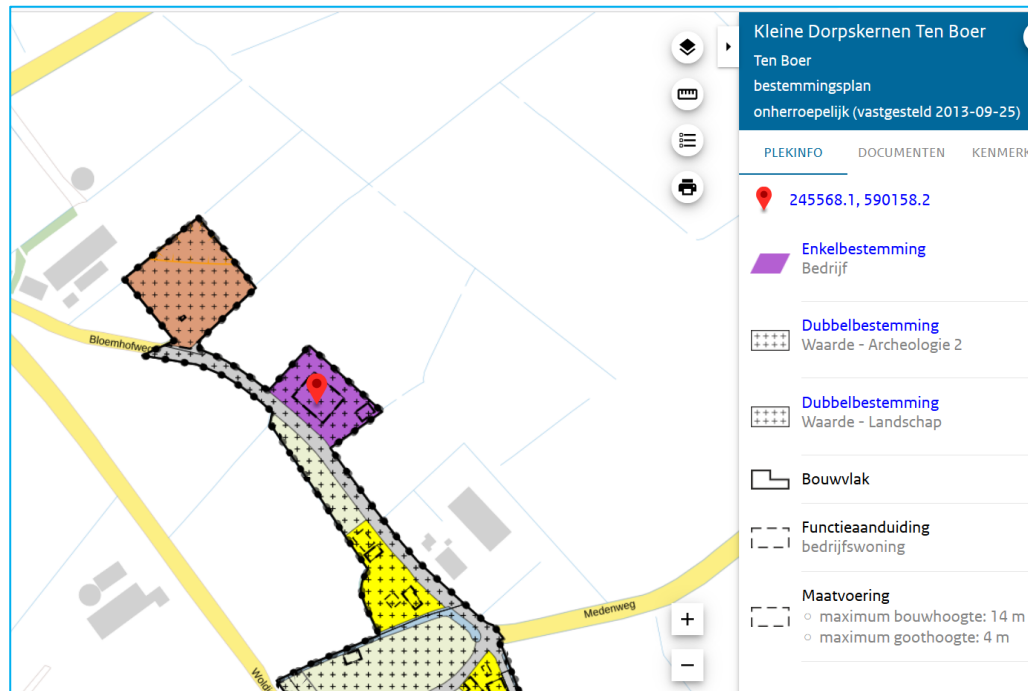 Kleine Dorpskernen Ten Boer
Ten Boer
bestemmingsplan
onherroepelijk (vastgesteld 2013-09-25)
PLEKINFO DOCUMENTEN KENMERK
245568.1, 590158.2
Enkelbestemming
Bedrijf
Dubbelbestemming
Waarde - Archeologie 2
Dubbelbestemming
Waarde - Landschap
Bouwvlak
Functieaanduiding
bedrijfswoning
Maatvoering
maximum bouwhoogte: 14 m
maximum goothoogte: 4 m
Bloemhofweg
Medenweg
Woldj
+
−